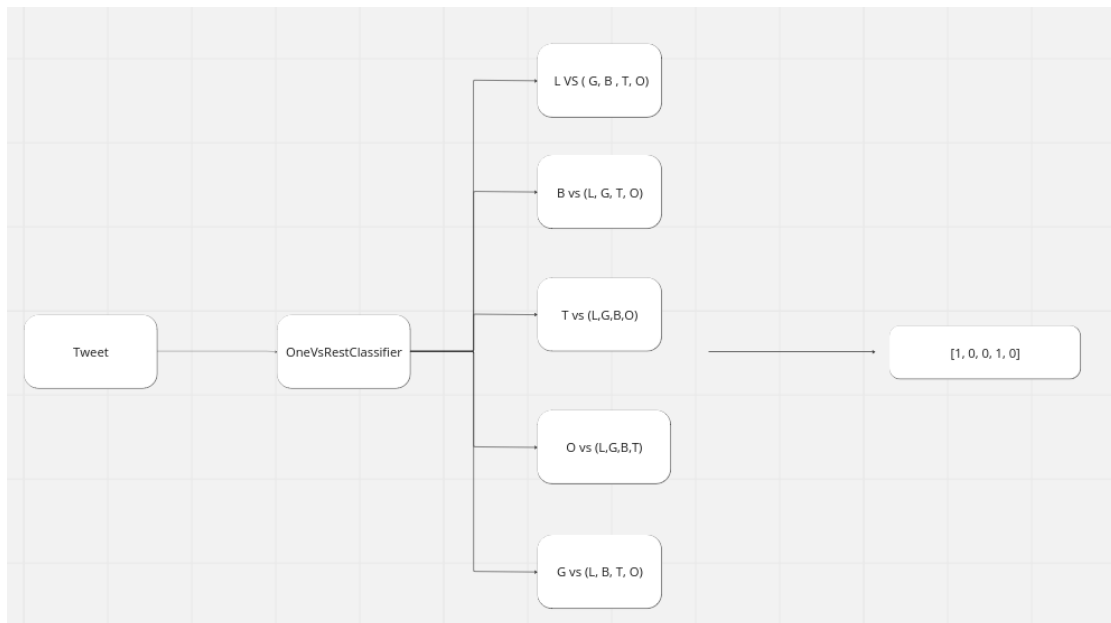 L VS ( G, B , T, O)
B vs (L, G, T, O)
T vs (L,G,B,O)
Tweet
OneVsRestClassifier
[1, 0, 0, 1, 0]
O vs (L,G,B,T)
G vs (L, B, T, O)